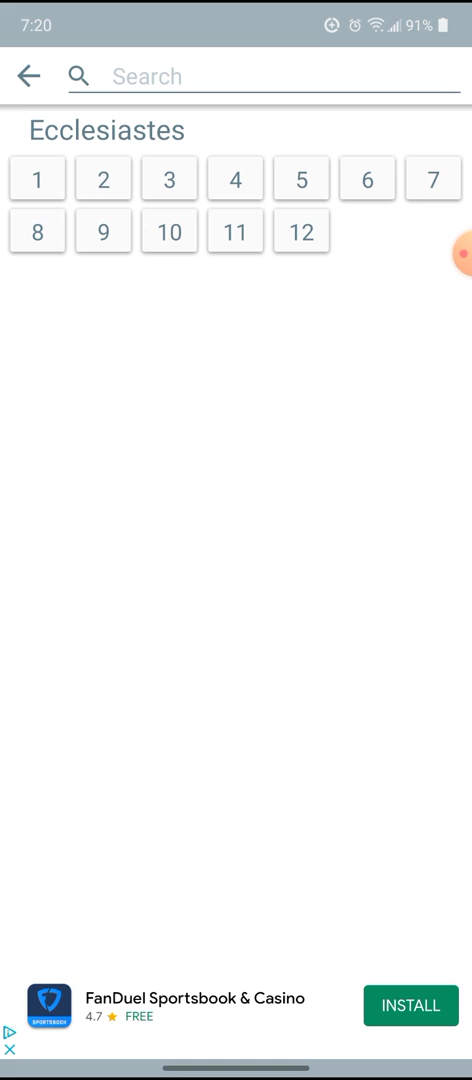 7:20
91%
Search
Ecclesiastes
1 2 3 4 5 6 7
8 9 10 11 12
FanDuel Sportsbook & Casino
4.7 ★ FREE
INSTALL
SPORTSBOOK